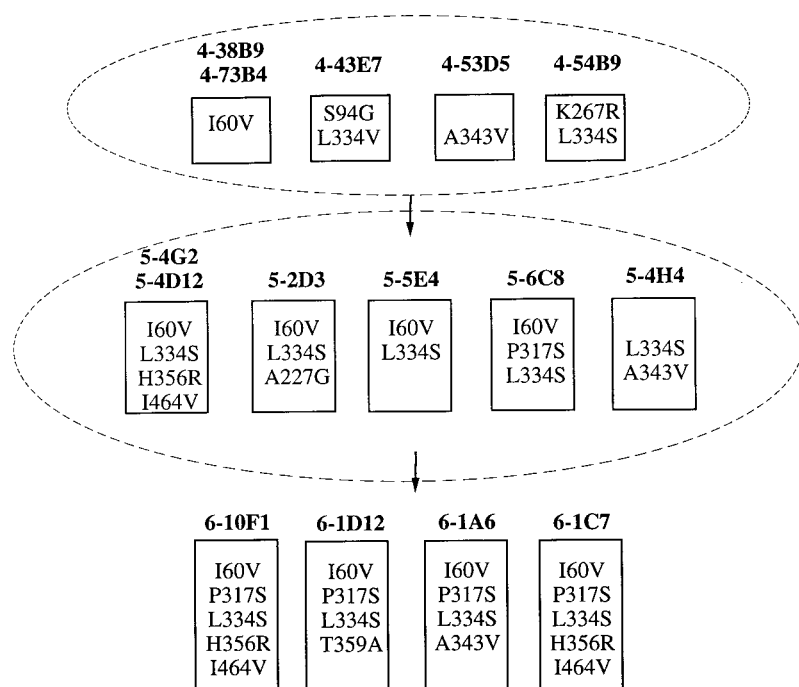 4-38B9
4-73B4
4-43E7
4-53D5
4-54B9
I60V
S94G
L334V
A343V
K267R
L334S
5-4G2
5-4D12
5-2D3
5-5E4
5-6C8
5-4H4
I60V
L334S
H356R
I464V
I60V
L334S
A227G
I60V
L334S
I60V
P317S
L334S
L334S
A343V
6-10F1
6-1D12
6-1A6
6-1C7
I60V
P317S
L334S
H356R
I464V
I60V
P317S
L334S
T359A
I60V
P317S
L334S
A343V
I60V
P317S
L334S
H356R
I464V